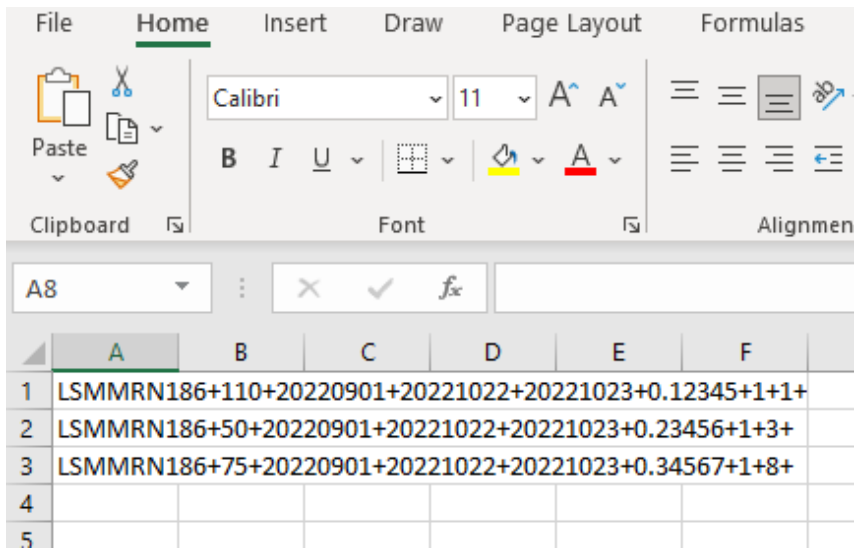 File Home Insert Draw Page Layout Formulas
Calibri 11 A A
ab
Paste
B I U A
Clipboard Font Alignmen
A8 fx
A B C D E F
1 LSMMRN186+110+20220901+20221022+20221023+0.12345+1+1+
2 LSMMRN186+50+20220901+20221022+20221023+0.23456+1+3+
3 LSMMRN186+75+20220901+20221022+20221023+0.34567+1+8+
4
5